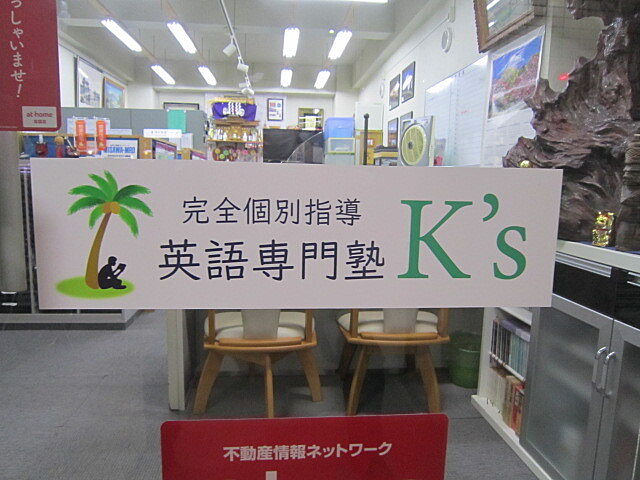 っしゃいませ！
at home
完全個別指導
英語専門塾 K's
不動産情報ネットワーク